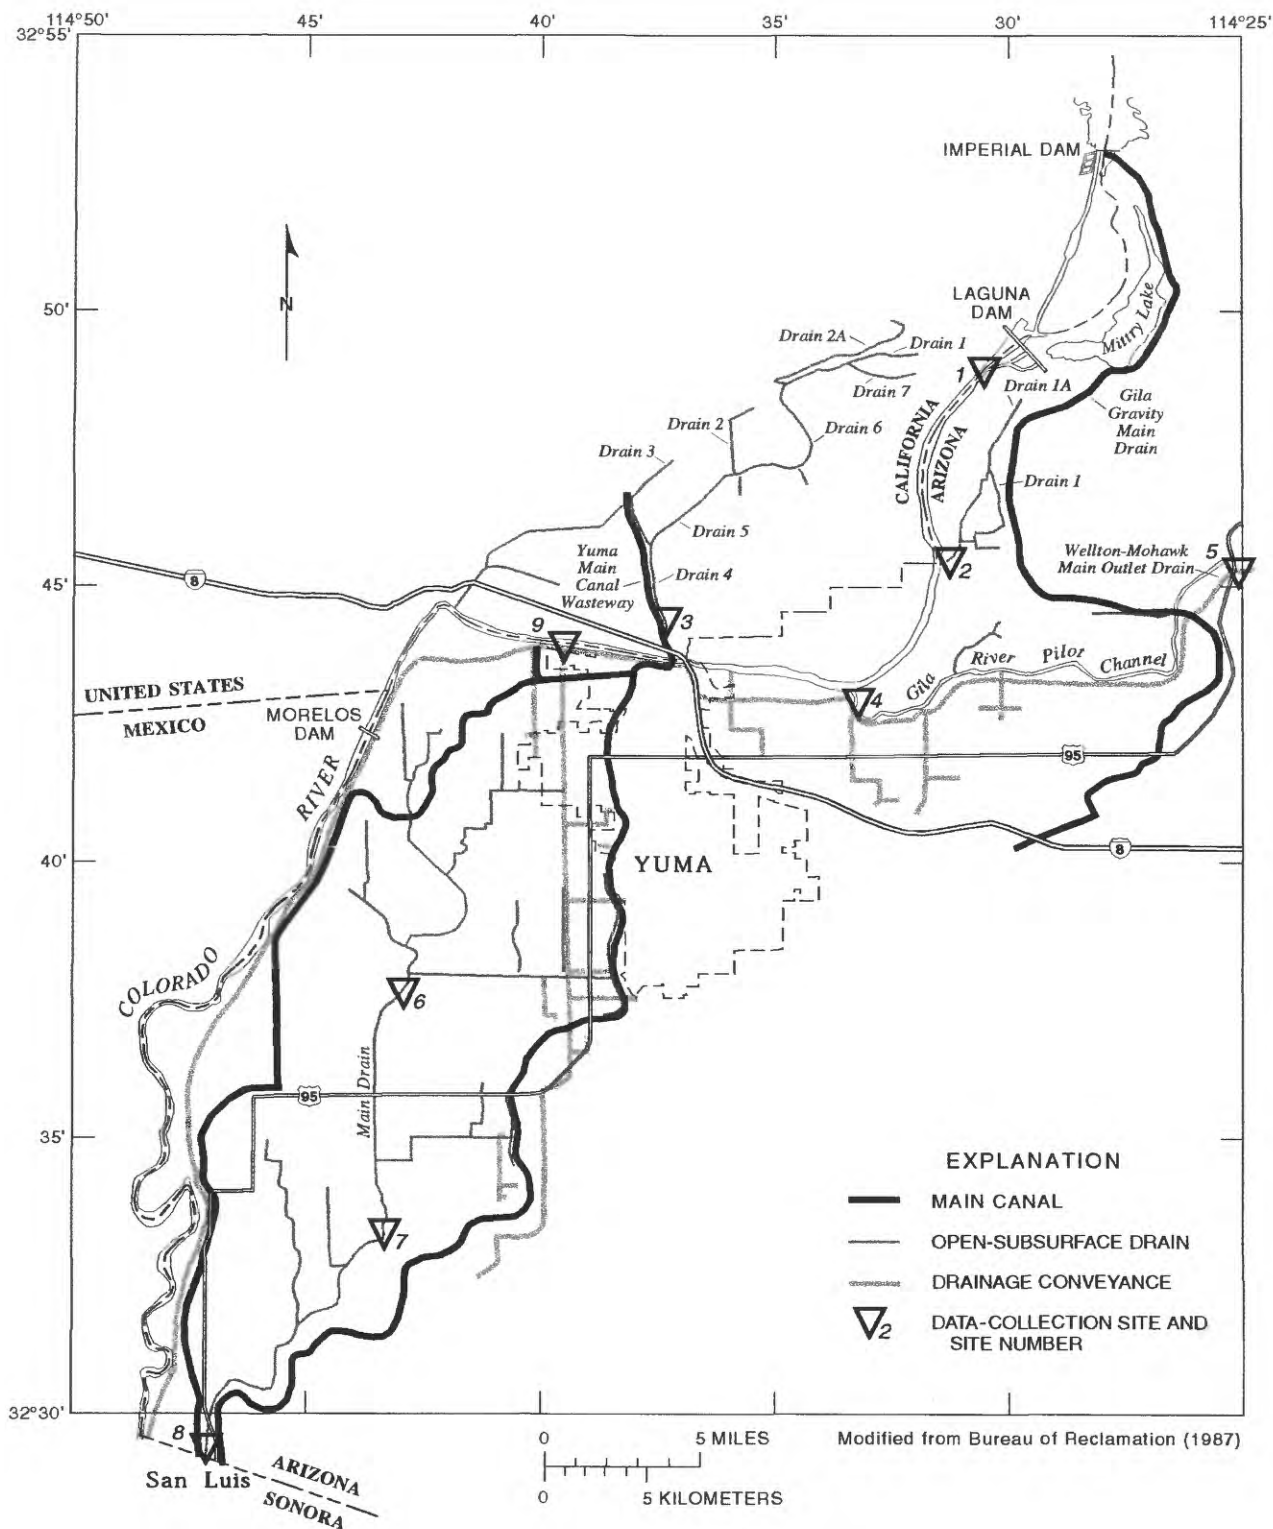 114°50'
45'
40'
35'
30'
114°25'
32°55'
IMPERIAL DAM
N
50'
LAGUNA
DAM
Mittry Lake
Drain 2A
Drain 1
Drain 7
1
Drain 1A
Gila
Gravity
Main
Drain
Drain 2
Drain 6
CALIFORNIA
ARIZONA
Drain 3
Drain 1
Drain 5
Wellton-Mohawk
Main Outlet Drain
5
Yuma
Main
Canal
Wasteway
Drain 4
2
45'
8
3
9
Gila River Pilor Channel
UNITED STATES
MEXICO
4
MORELOS
DAM
95
COLORADO RIVER
8
40'
YUMA
6
Main Drain
95
35'
7
EXPLANATION
MAIN CANAL
OPEN-SUBSURFACE DRAIN
DRAINAGE CONVEYANCE
2
DATA-COLLECTION SITE AND
SITE NUMBER
32°30'
8
San Luis
ARIZONA
SONORA
0 5 MILES
0 5 KILOMETERS
Modified from Bureau of Reclamation (1987)